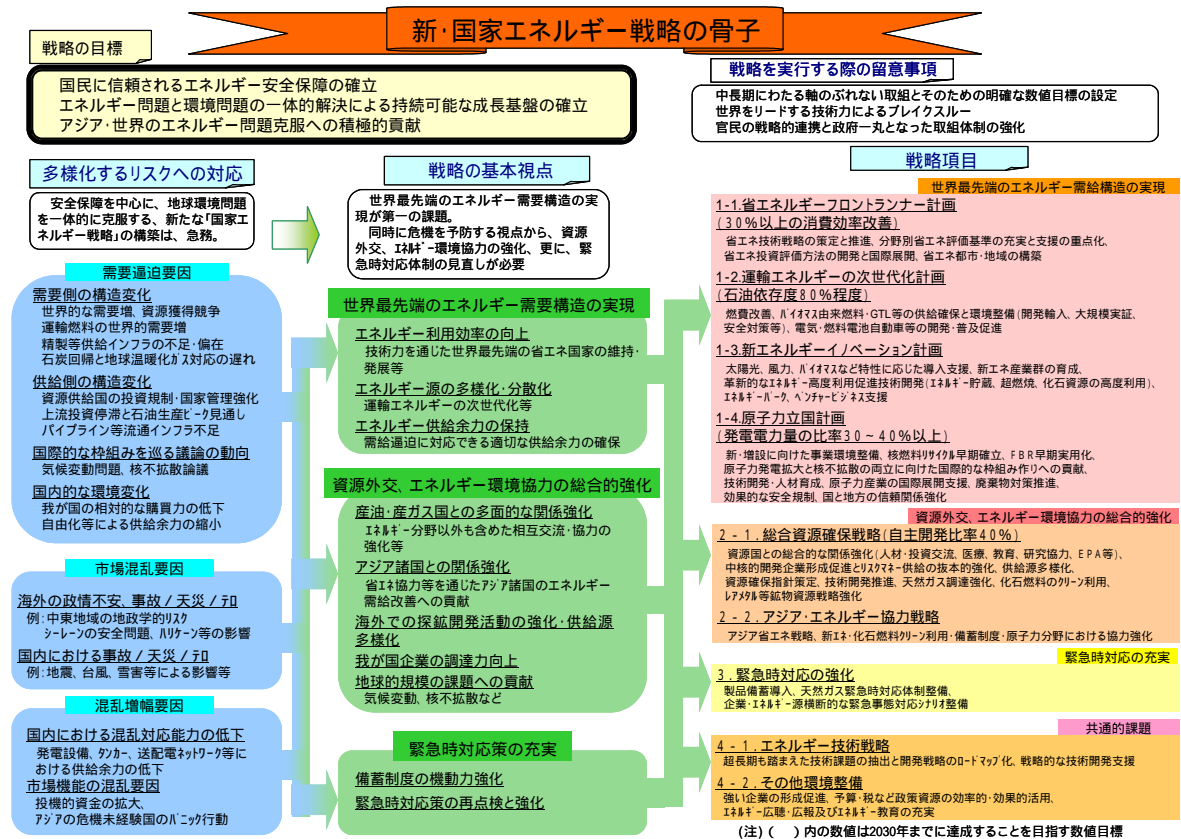 新・国家エネルギー戦略の骨子
戦略の目標
国民に信頼されるエネルギー安全保障の確立
エネルギー問題と環境問題の一体的解決による持続可能な成長基盤の確立
アジア・世界のエネルギー問題克服への積極的貢献
戦略を実行する際の留意事項
中長期にわたる軸のぶれない取組とそのための明確な数値目標の設定
世界をリードする技術力によるブレイクスルー
官民の戦略的連携と政府一丸となった取組体制の強化
多様化するリスクへの対応
安全保障を中心に、地球環境問題
を一体的に克服する、新たな「国家エ
ネルギー戦略」の構築は、急務。
需要逼迫要因
需要側の構造変化
世界的な需要増、資源獲得競争
運輸燃料の世界的需要増
精製等供給インフラの不足・偏在
石炭回帰と地球温暖化ガス対応の遅れ
供給側の構造変化
資源供給国の投資規制・国家管理強化
上流投資停滞と石油生産ピーク見通し
パイプライン等流通インフラ不足
国際的な枠組みを巡る議論の動向
気候変動問題、核不拡散論議
国内的な環境変化
我が国の相対的な購買力の低下
自由化等による供給余力の縮小
市場混乱要因
海外の政情不安、事故/天災/テロ
例:中東地域の地政学的リスク
シーレーンの安全問題、ハリケーン等の影響
国内における事故/天災/テロ
例:地震、台風、雪害等による影響等
混乱増幅要因
国内における混乱対応能力の低下
発電設備、タンカー、送配電ネットワーク等に
おける供給余力の低下
市場機能の混乱要因
投機的資金の拡大、
アジアの危機未経験国のパニック行動
戦略の基本視点
世界最先端のエネルギー需要構造の実
現が第一の課題。
同時に危機を予防する視点から、資源
外交、エネルギー環境協力の強化、更に、緊
急時対応体制の見直しが必要
世界最先端のエネルギー需要構造の実現
エネルギー利用効率の向上
技術力を通じた世界最先端の省エネ国家の維持・
発展等
エネルギー源の多様化・分散化
運輸エネルギーの次世代化等
エネルギー供給余力の保持
需給逼迫に対応できる適切な供給余力の確保
資源外交、エネルギー環境協力の総合的強化
産油・産ガス国との多面的な関係強化
エネルギー分野以外も含めた相互交流・協力の
強化等
アジア諸国との関係強化
省エネ協力等を通じたアジア諸国のエネルギー
需給改善への貢献
海外での探鉱開発活動の強化・供給源
多様化
我が国企業の調達力向上
地球的規模の課題への貢献
気候変動、核不拡散など
緊急時対応策の充実
備蓄制度の機動力強化
緊急時対応策の再点検と強化
戦略項目
世界最先端のエネルギー需給構造の実現
1-1.省エネルギーフロントランナー計画
(30%以上の消費効率改善)
省エネ技術戦略の策定と推進、分野別省エネ評価基準の充実と支援の重点化、
省エネ投資評価方法の開発と国際展開、省エネ都市・地域の構築
1-2.運輸エネルギーの次世代化計画
(石油依存度80%程度)
燃費改善、バイオマス由来燃料・GTL等の供給確保と環境整備(開発輸入、大規模実証、
安全対策等)、電気・燃料電池自動車等の開発・普及促進
1-3.新エネルギーイノベーション計画
太陽光、風力、バイオマスなど特性に応じた導入支援、新エネ産業群の育成、
革新的なエネルギー高度利用促進技術開発(エネルギー貯蔵、超燃焼、化石資源の高度利用)、
エネルギーパーク、ベンチャービジネス支援
1-4.原子力立国計画
(発電電力量の比率30~40%以上)
新・増設に向けた事業環境整備、核燃料リサイクル早期確立、FBR早期実用化、
原子力発電拡大と核不拡散の両立に向けた国際的な枠組み作りへの貢献、
技術開発・人材育成、原子力産業の国際展開支援、廃棄物対策推進、
効果的な安全規制、国と地方の信頼関係強化
資源外交、エネルギー環境協力の総合的強化
2-1.総合資源確保戦略(自主開発比率40%)
資源国との総合的な関係強化(人材・投資交流、医療、教育、研究協力、EPA等)、
中核的開発企業形成促進とリスクマネー供給の抜本的強化、供給源多様化、
資源確保指針策定、技術開発推進、天然ガス調達強化、化石燃料のクリーン利用、
レアメタル等鉱物資源戦略強化
2-2.アジア・エネルギー協力戦略
アジア省エネ戦略、新エネ・化石燃料クリーン利用・備蓄制度・原子力分野における協力強化
緊急時対応の充実
3.緊急時対応の強化
製品備蓄導入、天然ガス緊急時対応体制整備、
企業・エネルギー源横断的な緊急事態対応シナリオ整備
共通的課題
4-1.エネルギー技術戦略
超長期も踏まえた技術課題の抽出と開発戦略のロードマップ化、戦略的な技術開発支援
4-2.その他環境整備
強い企業の形成促進、予算・税など政策資源の効率的・効果的活用、
エネルギー広聴・広報及びエネルギー教育の充実
(注)( )内の数値は2030年までに達成することを目指す数値目標